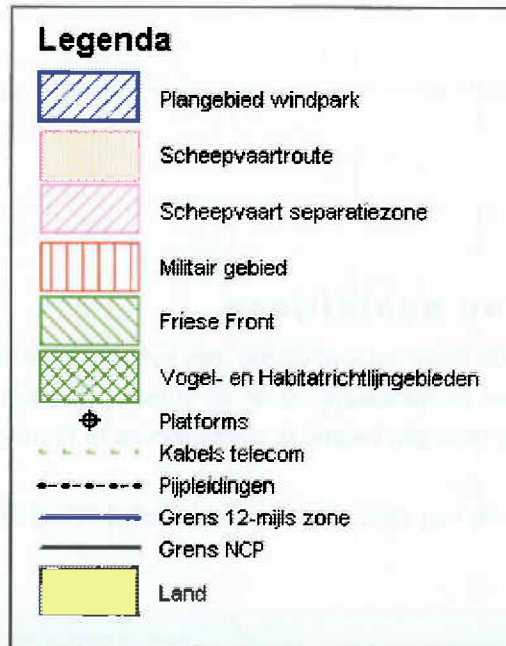 Legenda
Plangebied windpark
Scheepvaartroute
Scheepvaart separatiezone
Militair gebied
Friese Front
Vogel- en Habitatrichtlijngebieden
Platforms
Kabels telecom
Pijpleidingen
Grens 12-mijls zone
Grens NCP
Land